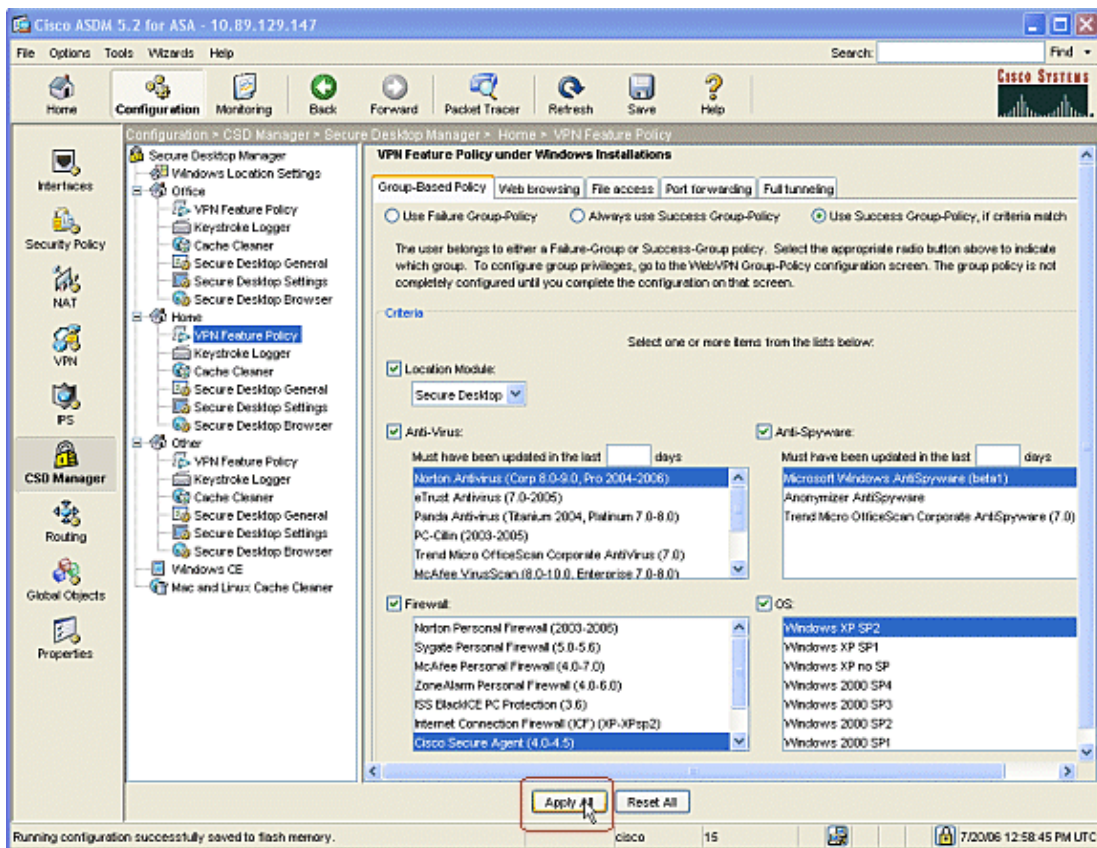 Cisco ASDM 5.2 for ASA - 10.89.129.147
File Options Tools Wizards Help Search: Find
Home Configuration Monitoring Back Forward Packet Tracer Refresh Save Help
CISCO SYSTEMS
Configuration > CSD Manager > Secure Desktop Manager > Home > VPN Feature Policy
Interfaces
Security Policy
NAT
VPN
IPS
CSD Manager
Routing
Global Objects
Properties
Secure Desktop Manager
Windows Location Settings
Office
VPN Feature Policy
Keystroke Logger
Cache Cleaner
Secure Desktop General
Secure Desktop Settings
Secure Desktop Browser
Home
VPN Feature Policy
Keystroke Logger
Cache Cleaner
Secure Desktop General
Secure Desktop Settings
Secure Desktop Browser
Other
VPN Feature Policy
Keystroke Logger
Cache Cleaner
Secure Desktop General
Secure Desktop Settings
Secure Desktop Browser
Windows CE
Mac and Linux Cache Cleaner
VPN Feature Policy under Windows Installations
Group-Based Policy Web browsing File access Port forwarding Full tunneling
Use Failure Group-Policy Always use Success Group-Policy Use Success Group-Policy, if criteria match
The user belongs to either a Failure-Group or Success-Group policy. Select the appropriate radio button above to indicate
which group. To configure group privileges, go to the WebVPN Group-Policy configuration screen. The group policy is not
completely configured until you complete the configuration on that screen.
Criteria
Select one or more items from the lists below:
Location Module:
Secure Desktop
Anti-Virus:
Must have been updated in the last days
Norton Antivirus (Corp 8.0-9.0, Pro 2004-2006)
eTrust Antivirus (7.0-2005)
Panda Antivirus (Titanium 2004, Platinum 7.0-8.0)
PC-Cillin (2003-2005)
Trend Micro OfficeScan Corporate AntiVirus (7.0)
McAfee VirusScan (8.0-10.0, Enterprise 7.0-8.0)
Anti-Spyware:
Must have been updated in the last days
Microsoft Windows AntiSpyware (beta1)
Anonymizer AntiSpyware
Trend Micro OfficeScan Corporate AntiSpyware (7.0)
Firewall:
Norton Personal Firewall (2003-2006)
Sygate Personal Firewall (5.0-5.6)
McAfee Personal Firewall (4.0-7.0)
ZoneAlarm Personal Firewall (4.0-6.0)
ISS BlackICE PC Protection (3.6)
Internet Connection Firewall (ICF) (XP-XPsp2)
Cisco Secure Agent (4.0-4.5)
OS:
Windows XP SP2
Windows XP SP1
Windows XP no SP
Windows 2000 SP4
Windows 2000 SP3
Windows 2000 SP2
Windows 2000 SP1
Apply All Reset All
Running configuration successfully saved to flash memory. cisco 15 7/20/06 12:58:45 PM UTC